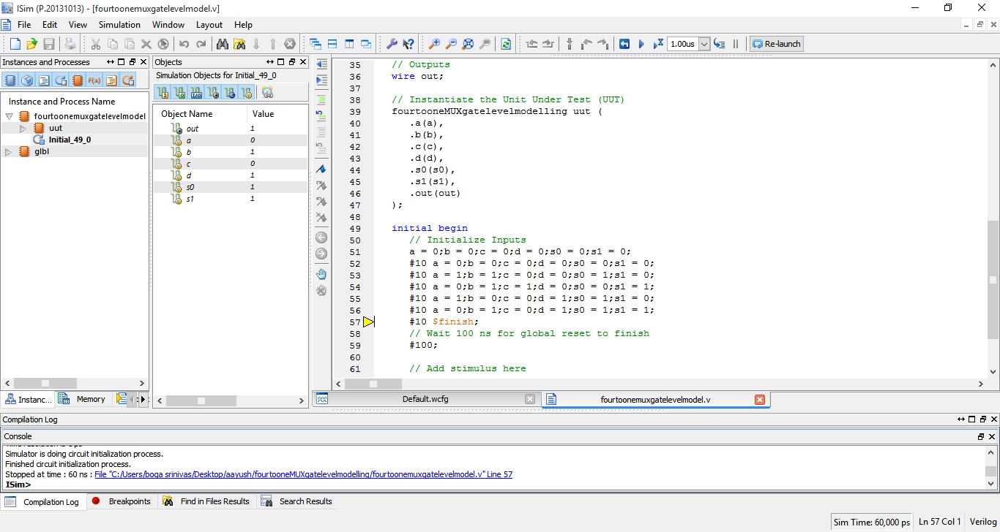 ISim (P.20131013) - [fourtoonemuxgatelevelmodel.v]
File Edit View Simulation Window Layout Help
1.00us Re-launch
Instances and Processes
Instance and Process Name
fourtoonemuxgatelevelmodel
uut
Initial_49_0
glbl
Instanc... Memory
Objects
Simulation Objects for Initial_49_0
Object Name Value
out 1
a 0
b 1
c 0
d 1
s0 1
s1 1
35 // Outputs
36 wire out;
37
38 // Instantiate the Unit Under Test (UUT)
39 fourtooneMUXgatelevelmodelling uut (
40 .a(a),
41 .b(b),
42 .c(c),
43 .d(d),
44 .s0(s0),
45 .s1(s1),
46 .out(out)
47 );
48
49 initial begin
50 // Initialize Inputs
51 a = 0;b = 0;c = 0;d = 0;s0 = 0;s1 = 0;
52 #10 a = 0;b = 0;c = 0;d = 0;s0 = 0;s1 = 0;
53 #10 a = 1;b = 1;c = 0;d = 0;s0 = 1;s1 = 0;
54 #10 a = 0;b = 1;c = 1;d = 0;s0 = 0;s1 = 1;
55 #10 a = 1;b = 0;c = 0;d = 1;s0 = 1;s1 = 0;
56 #10 a = 0;b = 1;c = 0;d = 1;s0 = 1;s1 = 1;
57 #10 $finish;
58 // Wait 100 ns for global reset to finish
59 #100;
60
61 // Add stimulus here
Default.wcfg fourtoonemuxgatelevelmodel.v
Compilation Log
Console
Simulator is doing circuit initialization process.
Finished circuit initialization process.
Stopped at time : 60 ns : File "C:/Users/boga srinivas/Desktop/aayush/fourtooneMUXgatelevelmodelling/fourtoonemuxgatelevelmodel.v" Line 57
ISim>
Compilation Log Breakpoints Find in Files Results Search Results
Sim Time: 60,000 ps Ln 57 Col 1 Verilog